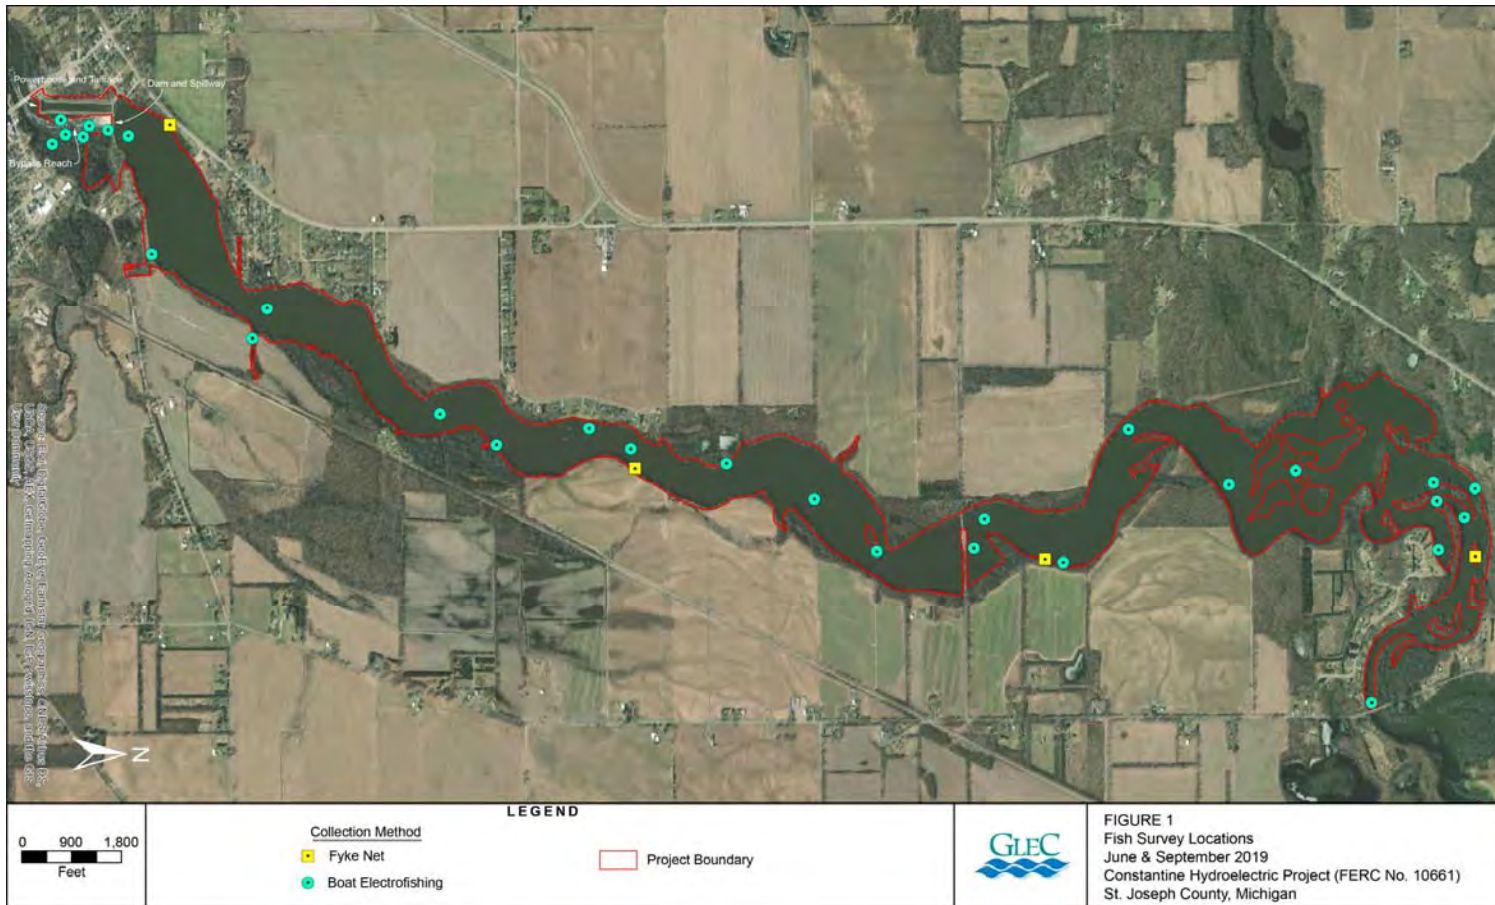 Powerhouse and Tailrace
Dam and Spillway
Bypass Reach
N
LEGEND
0 900 1,800
Feet
Collection Method
Fyke Net
Boat Electrofishing
Project Boundary
GLEC
FIGURE 1
Fish Survey Locations
June & September 2019
Constantine Hydroelectric Project (FERC No. 10661)
St. Joseph County, Michigan
User Community